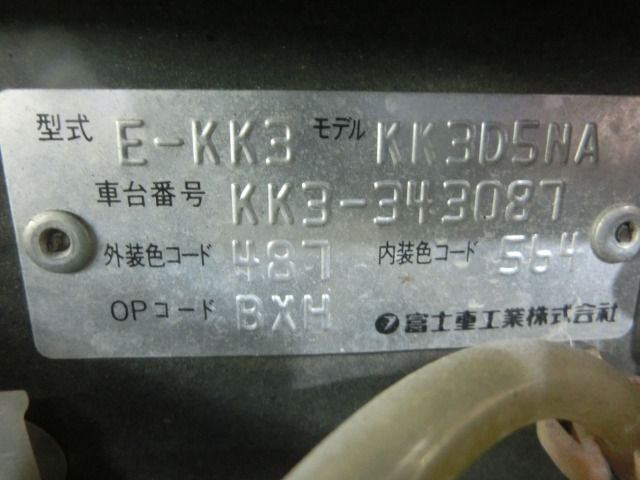 型式 E-KK3 モデル KK3D5NA
車台番号 KK3-343087
外装色コード 487 内装色コード 564
OPコード BXH 富士重工業株式会社